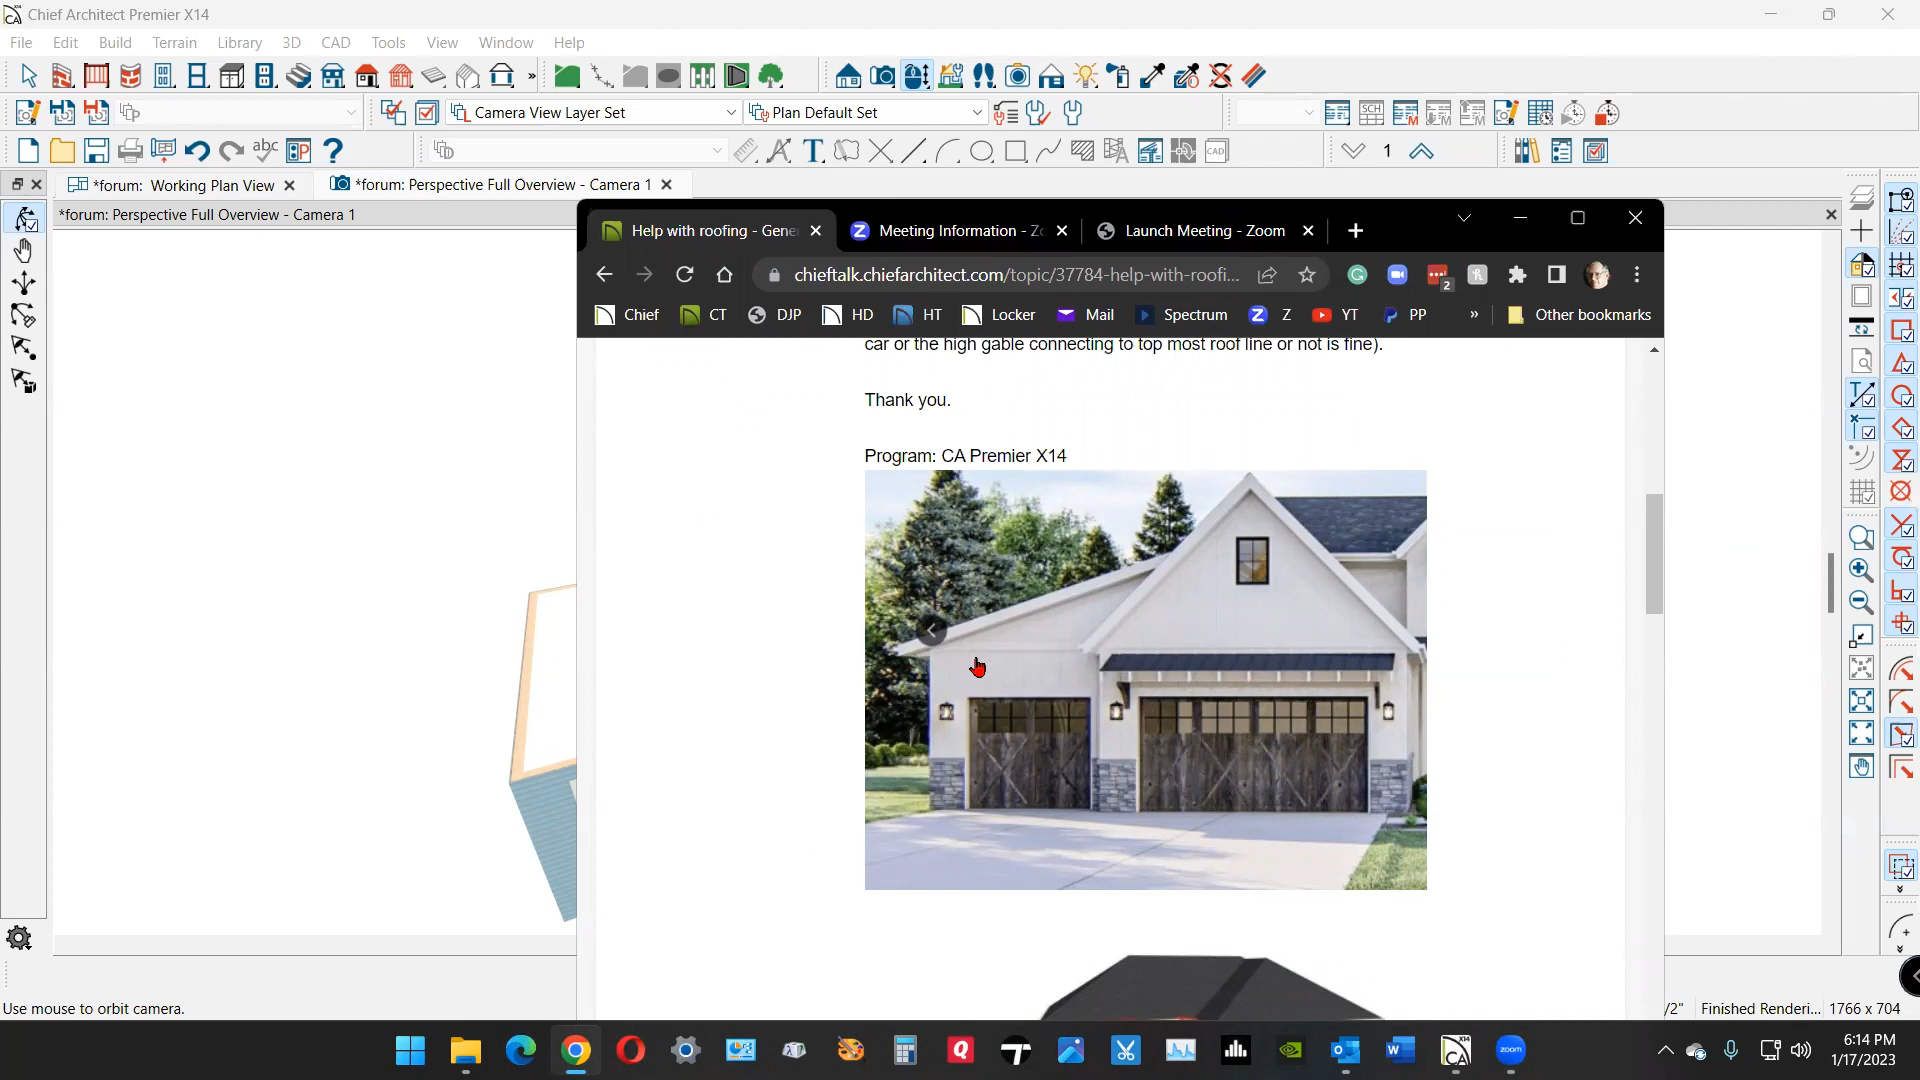 Chief Architect Premier X14
File Edit Build Terrain Library 3D CAD Tools View Window Help
Camera View Layer Set
Plan Default Set
1
*forum: Working Plan View
*forum: Perspective Full Overview - Camera 1
*forum: Perspective Full Overview - Camera 1
Help with roofing - Gene
Meeting Information - Z
Launch Meeting - Zoom
chieftalk.chiefarchitect.com/topic/37784-help-with-roofi...
2
Chief CT DJP HD HT Locker Mail Spectrum Z YT PP » Other bookmarks
car or the high gable connecting to top most roof line or not is fine).
Thank you.
Program: CA Premier X14
Use mouse to orbit camera.
/2" Finished Renderi... 1766 x 704
6:14 PM
1/17/2023